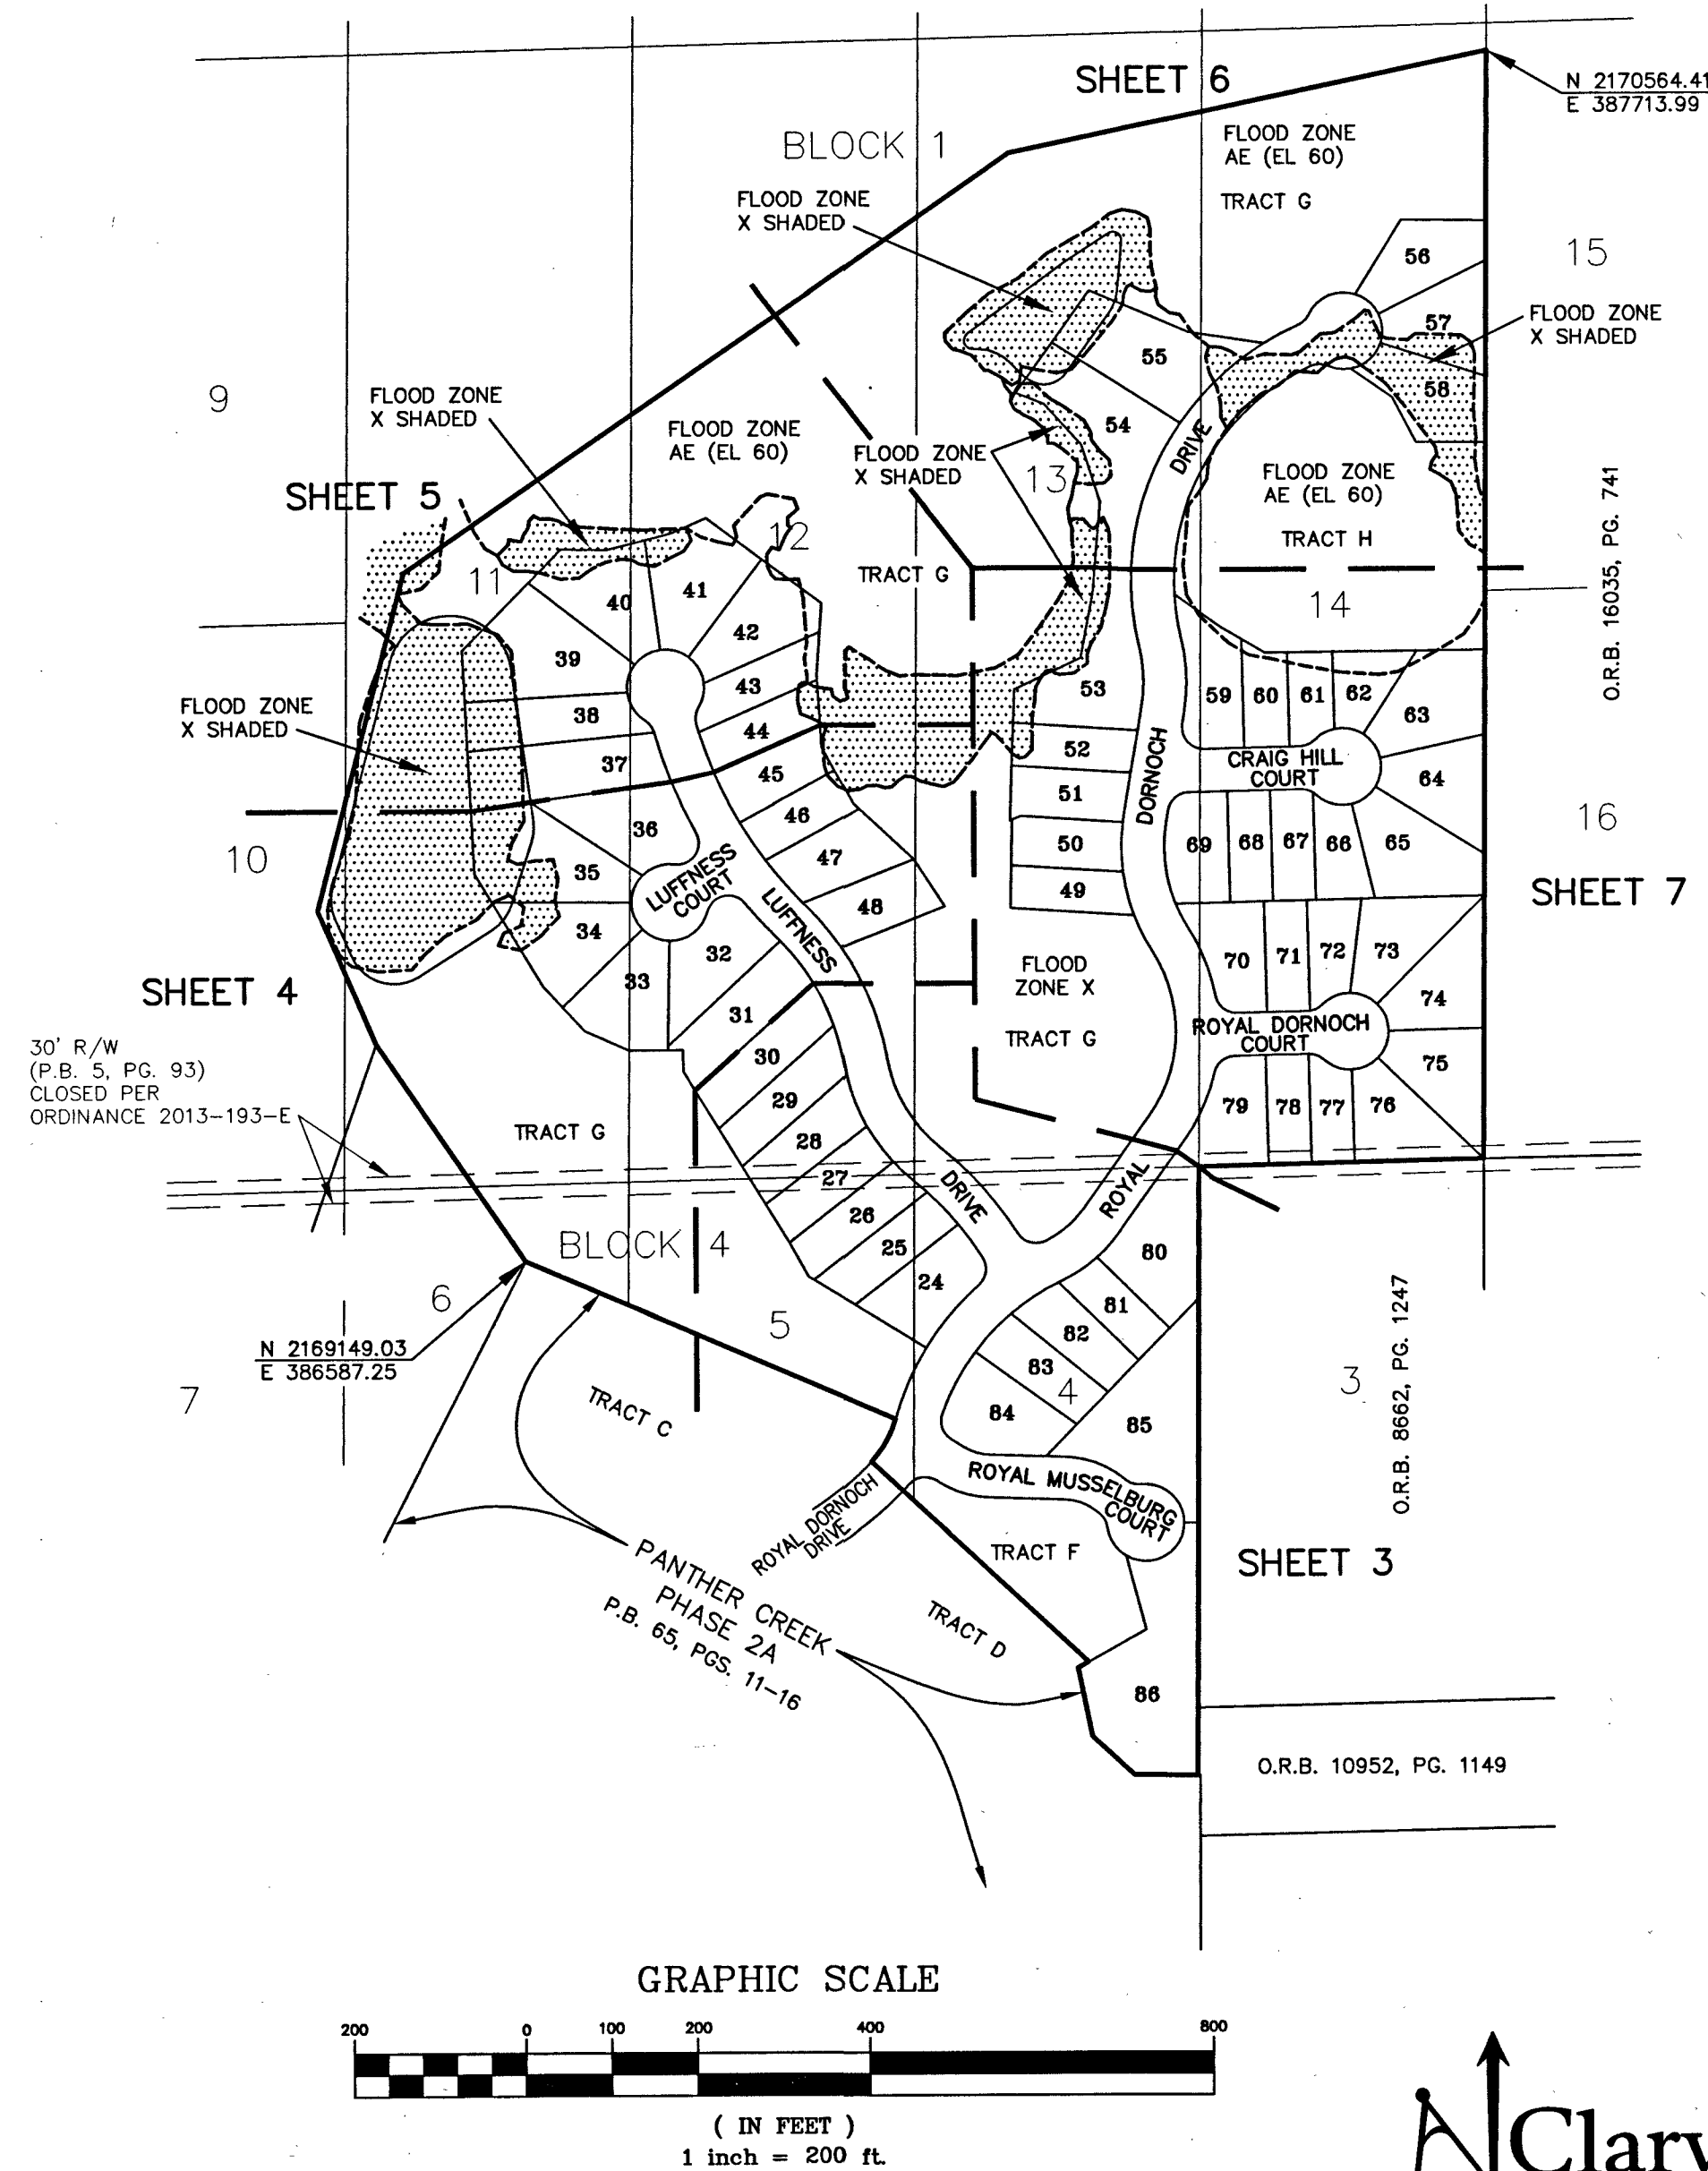 SHEET 6
N 2170564.41
E 387713.99
BLOCK 1
FLOOD ZONE
AE (EL 60)
TRACT G
FLOOD ZONE
X SHADED
56
15
57
FLOOD ZONE
X SHADED
58
55
54
DRIVE
9
FLOOD ZONE
X SHADED
FLOOD ZONE
AE (EL 60)
FLOOD ZONE
X SHADED
13
FLOOD ZONE
AE (EL 60)
TRACT H
O.R.B. 16035, PG. 741
SHEET 5
12
11
TRACT G
14
40
41
42
39
43
38
44
37
45
46
36
47
35
48
34
32
33
31
FLOOD ZONE
X SHADED
10
LUFFNESS
COURT
LUFFNESS
53
52
51
50
49
DORNOCH
59
60
61
62
63
CRAIG HILL
COURT
64
69
68
67
66
65
16
SHEET 7
SHEET 4
FLOOD
ZONE X
TRACT G
70
71
72
73
74
ROYAL DORNOCH
COURT
75
79
78
77
76
30' R/W
(P.B. 5, PG. 93)
CLOSED PER
ORDINANCE 2013-193-E
TRACT G
30
29
28
27
26
25
24
DRIVE
ROYAL
BLOCK 4
6
5
80
81
82
83
4
84
85
3
O.R.B. 8662, PG. 1247
N 2169149.03
E 386587.25
7
TRACT C
ROYAL DORNOCH
DRIVE
ROYAL MUSSELBURG
COURT
TRACT F
SHEET 3
PANTHER CREEK
PHASE 2A
P.B. 65, PGS. 11-16
TRACT D
86
O.R.B. 10952, PG. 1149
GRAPHIC SCALE
200 0 100 200 400 800
( IN FEET )
1 inch = 200 ft.
N